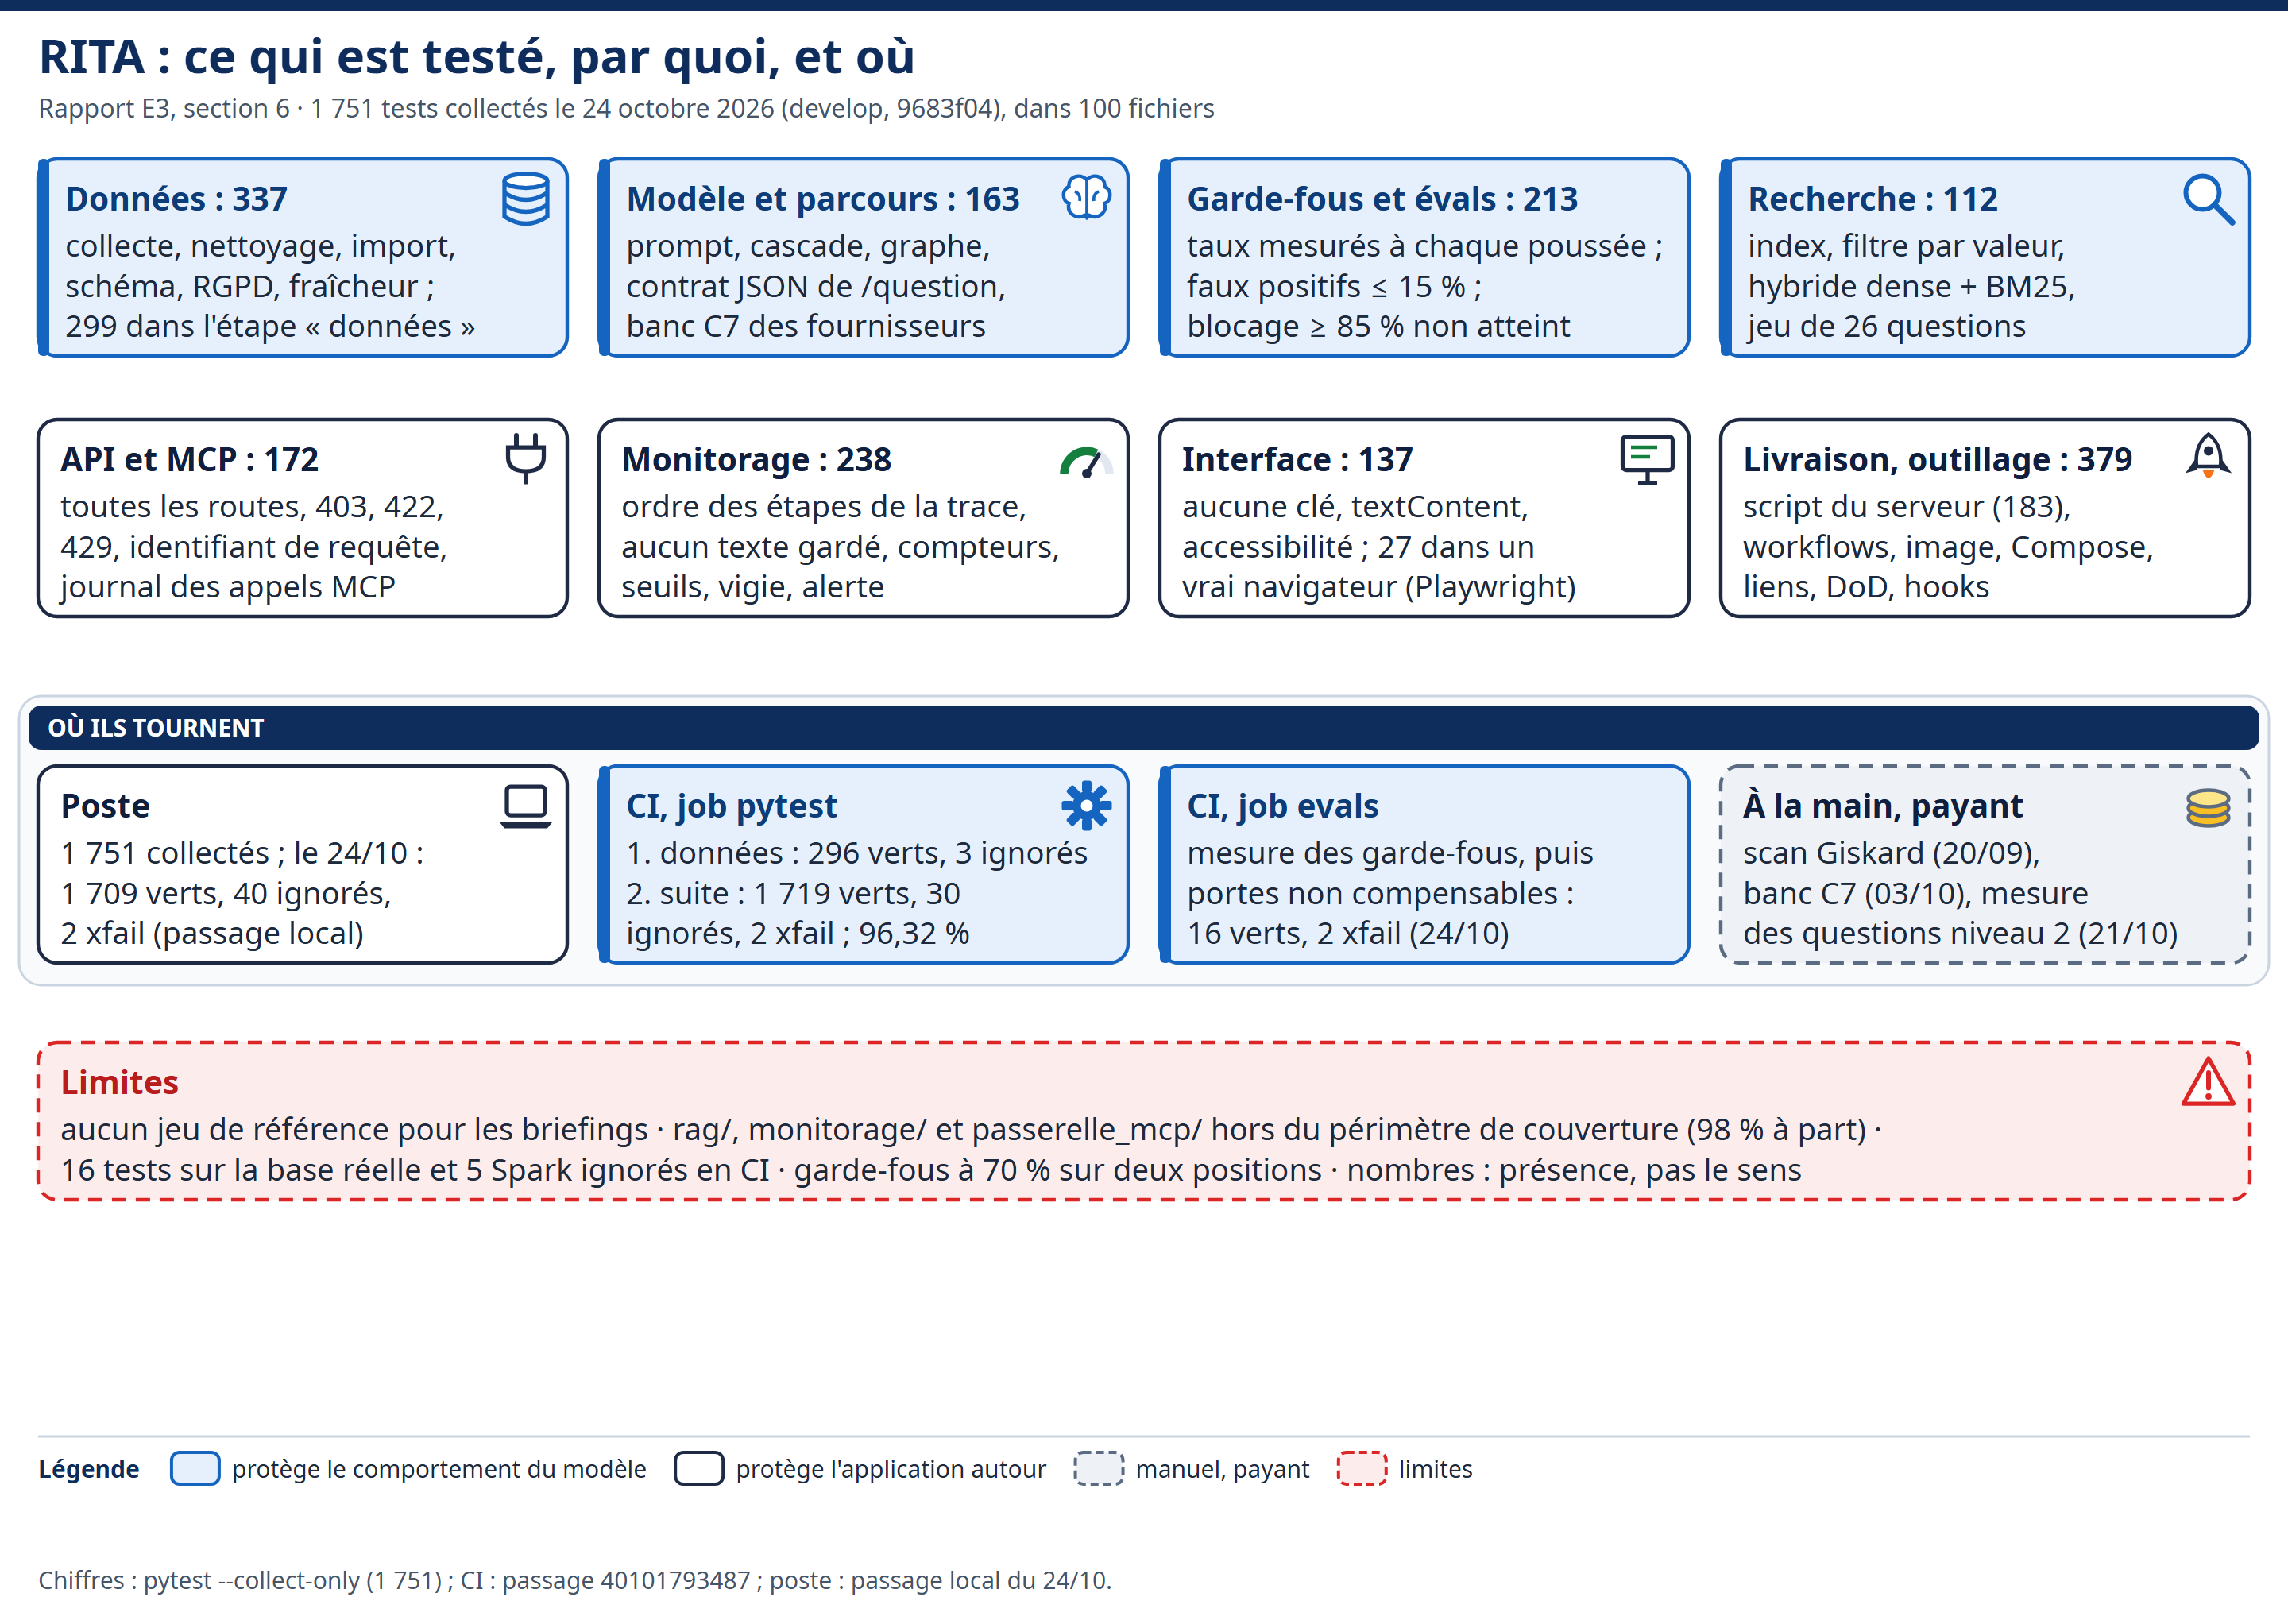 RITA : ce qui est testé, par quoi, et où
Rapport E3, section 6 · 1 751 tests collectés le 24 octobre 2026 (develop, 9683f04), dans 100 fichiers
Données : 337
collecte, nettoyage, import,
schéma, RGPD, fraîcheur ;
299 dans l'étape « données »
Modèle et parcours : 163
prompt, cascade, graphe,
contrat JSON de /question,
banc C7 des fournisseurs
Garde-fous et évals : 213
taux mesurés à chaque poussée ;
faux positifs ≤ 15 % ;
blocage ≥ 85 % non atteint
Recherche : 112
index, filtre par valeur,
hybride dense + BM25,
jeu de 26 questions
API et MCP : 172
toutes les routes, 403, 422,
429, identifiant de requête,
journal des appels MCP
Monitorage : 238
ordre des étapes de la trace,
aucun texte gardé, compteurs,
seuils, vigie, alerte
Interface : 137
aucune clé, textContent,
accessibilité ; 27 dans un
vrai navigateur (Playwright)
Livraison, outillage : 379
script du serveur (183),
workflows, image, Compose,
liens, DoD, hooks
OÙ ILS TOURNENT
Poste
1 751 collectés ; le 24/10 :
1 709 verts, 40 ignorés,
2 xfail (passage local)
CI, job pytest
1. données : 296 verts, 3 ignorés
2. suite : 1 719 verts, 30
ignorés, 2 xfail ; 96,32 %
CI, job evals
mesure des garde-fous, puis
portes non compensables :
16 verts, 2 xfail (24/10)
À la main, payant
scan Giskard (20/09),
banc C7 (03/10), mesure
des questions niveau 2 (21/10)
Limites
aucun jeu de référence pour les briefings · rag/, monitorage/ et passerelle_mcp/ hors du périmètre de couverture (98 % à part) ·
16 tests sur la base réelle et 5 Spark ignorés en CI · garde-fous à 70 % sur deux positions · nombres : présence, pas le sens
Légende
protège le comportement du modèle
protège l'application autour
manuel, payant
limites
Chiffres : pytest --collect-only (1 751) ; CI : passage 40101793487 ; poste : passage local du 24/10.